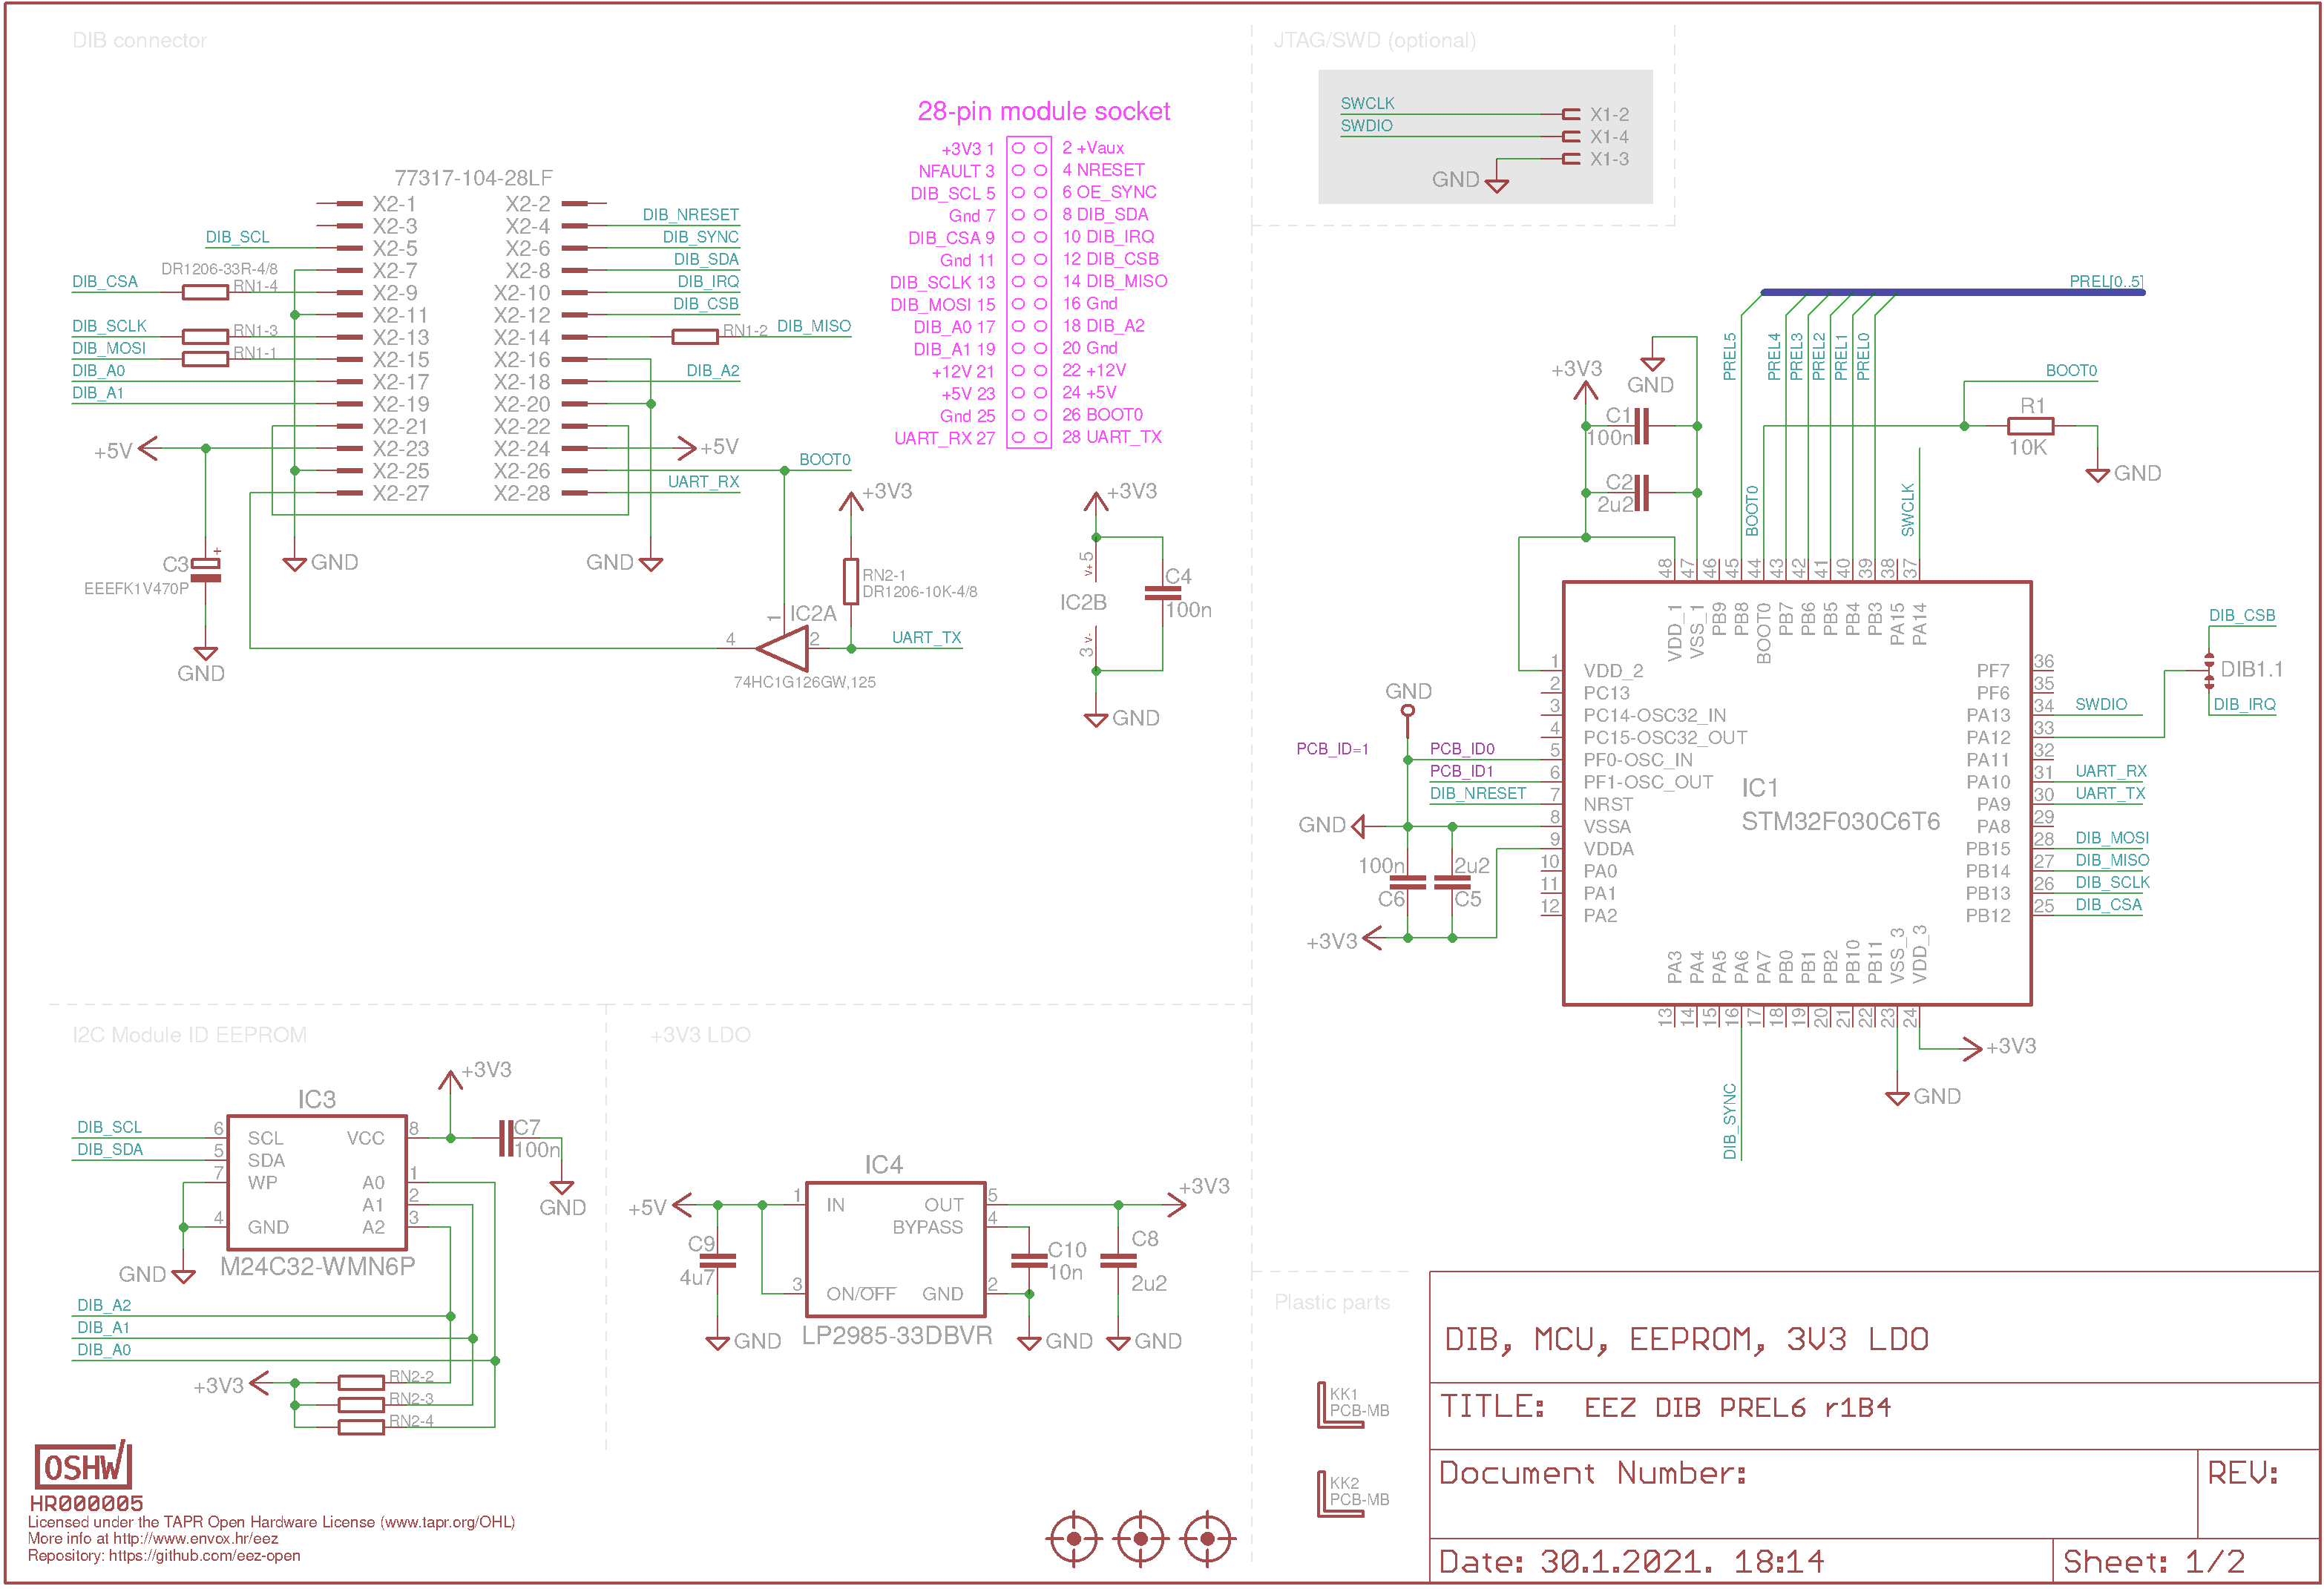 DIB connector
77317-104-28LF
X2-1 X2-2
X2-3 X2-4 DIB_NRESET
DIB_SCL X2-5 X2-6 DIB_SYNC
X2-7 X2-8 DIB_SDA
DR1206-33R-4/8
DIB_CSA RN1-4 X2-9 X2-10 DIB_IRQ
X2-11 X2-12 DIB_CSB
DIB_SCLK RN1-3 X2-13 X2-14 RN1-2 DIB_MISO
DIB_MOSI RN1-1 X2-15 X2-16
DIB_A0 X2-17 X2-18 DIB_A2
DIB_A1 X2-19 X2-20
X2-21 X2-22
+5V X2-23 X2-24 +5V
X2-25 X2-26 BOOT0
X2-27 X2-28 UART_RX
GND GND
C3 +
EEEFK1V470P
GND
+3V3
RN2-1
DR1206-10K-4/8
IC2A
1
4 2 UART_TX
74HC1G126GW,125
+3V3
V+ 5
IC2B
3 V-
C4
100n
GND
28-pin module socket
+3V3 1 2 +Vaux
NFAULT 3 4 NRESET
DIB_SCL 5 6 OE_SYNC
Gnd 7 8 DIB_SDA
DIB_CSA 9 10 DIB_IRQ
Gnd 11 12 DIB_CSB
DIB_SCLK 13 14 DIB_MISO
DIB_MOSI 15 16 Gnd
DIB_A0 17 18 DIB_A2
DIB_A1 19 20 Gnd
+12V 21 22 +12V
+5V 23 24 +5V
Gnd 25 26 BOOT0
UART_RX 27 28 UART_TX
JTAG/SWD (optional)
SWCLK X1-2
SWDIO X1-4
X1-3
GND
PREL[0..5]
PREL5
PREL4
PREL3
PREL2
PREL1
PREL0
BOOT0
SWCLK
BOOT0
R1
10K
GND
+3V3
GND
C1
100n
C2
2u2
48 47 46 45 44 43 42 41 40 39 38 37
VDD_1 VSS_1 PB9 PB8 BOOT0 PB7 PB6 PB5 PB4 PB3 PA15 PA14
1 VDD_2
2 PC13
3 PC14-OSC32_IN
4 PC15-OSC32_OUT
PCB_ID=1 PCB_ID0 5 PF0-OSC_IN
PCB_ID1 6 PF1-OSC_OUT
DIB_NRESET 7 NRST
8 VSSA
9 VDDA
10 PA0
11 PA1
12 PA2
GND
GND
100n
C6
2u2
C5
+3V3
IC1
STM32F030C6T6
PF7 36
PF6 35
PA13 34 SWDIO
PA12 33
PA11 32
PA10 31 UART_RX
PA9 30 UART_TX
PA8 29
PB15 28 DIB_MOSI
PB14 27 DIB_MISO
PB13 26 DIB_SCLK
PB12 25 DIB_CSA
DIB_CSB
DIB1.1
DIB_IRQ
PA3 PA4 PA5 PA6 PA7 PB0 PB1 PB2 PB10 PB11 VSS_3 VDD_3
13 14 15 16 17 18 19 20 21 22 23 24
DIB_SYNC
+3V3
GND
I2C Module ID EEPROM
+3V3
IC3
DIB_SCL 6 SCL VCC 8
DIB_SDA 5 SDA
7 WP A0 1
A1 2
4 GND A2 3
C7
100n
GND
GND
M24C32-WMN6P
DIB_A2
DIB_A1
DIB_A0
+3V3
RN2-2
RN2-3
RN2-4
+3V3 LDO
IC4
+5V 1 IN OUT 5 +3V3
BYPASS 4
3 ON/OFF GND 2
C9
4u7
C10
10n
C8
2u2
GND LP2985-33DBVR GND GND
Plastic parts
KK1
PCB-MB
KK2
PCB-MB
OSHW
HR000005
Licensed under the TAPR Open Hardware License (www.tapr.org/OHL)
More info at http://www.envox.hr/eez
Repository: https://github.com/eez-open
DIB, MCU, EEPROM, 3V3 LDO
TITLE: EEZ DIB PREL6 r1B4
Document Number:
REV:
Date: 30.1.2021. 18:14
Sheet: 1/2